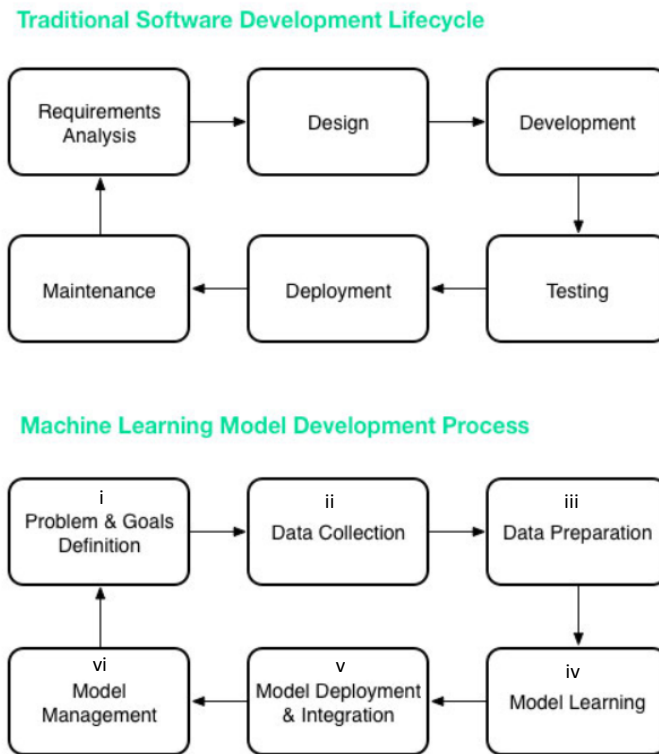 Traditional Software Development Lifecycle
Requirements
Analysis
Design
Development
Maintenance
Deployment
Testing
Machine Learning Model Development Process
i
Problem & Goals
Definition
ii
Data Collection
iii
Data Preparation
vi
Model
Management
v
Model Deployment
& Integration
iv
Model Learning